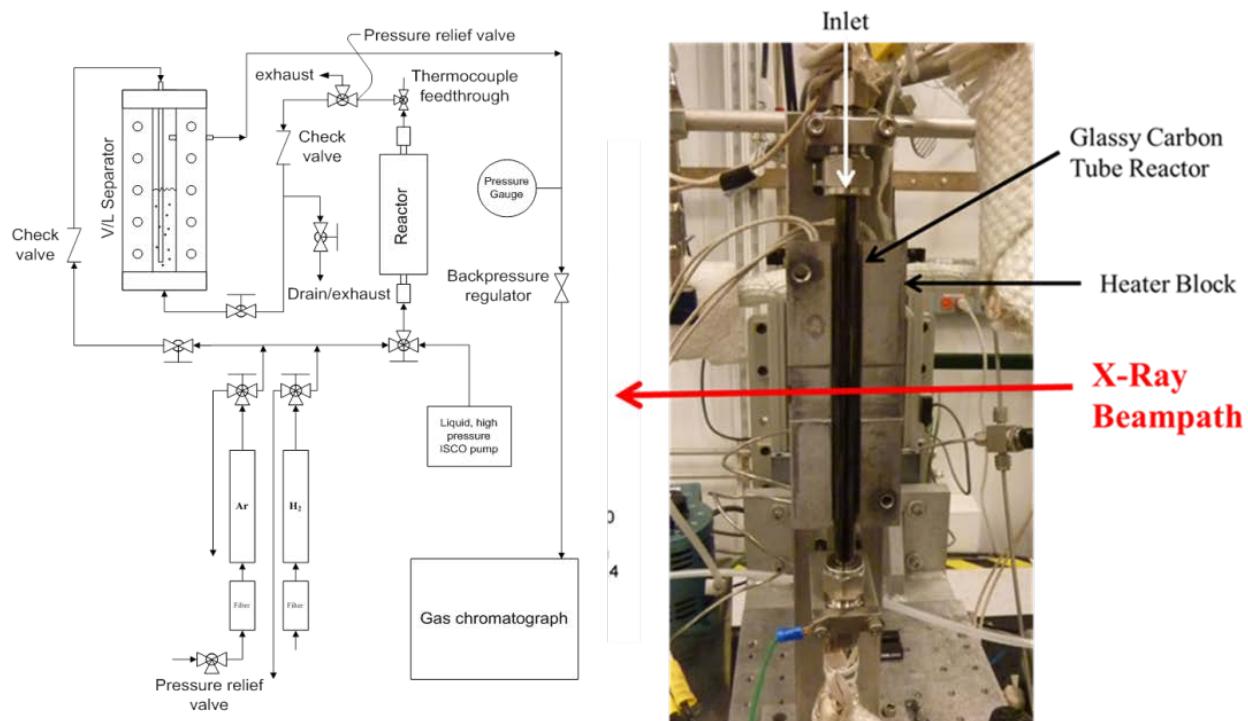 Pressure relief valve
exhaust
Thermocouple
feedthrough
V/L Separator
Check
valve
Check
valve
Reactor
Pressure
Gauge
Drain/exhaust
Backpressure
regulator
Liquid, high
pressure
ISCO pump
Ar
H2
Filter
Filter
Pressure relief
valve
Gas chromatograph
0
4
Inlet
Glassy Carbon
Tube Reactor
Heater Block
X-Ray
Beampath